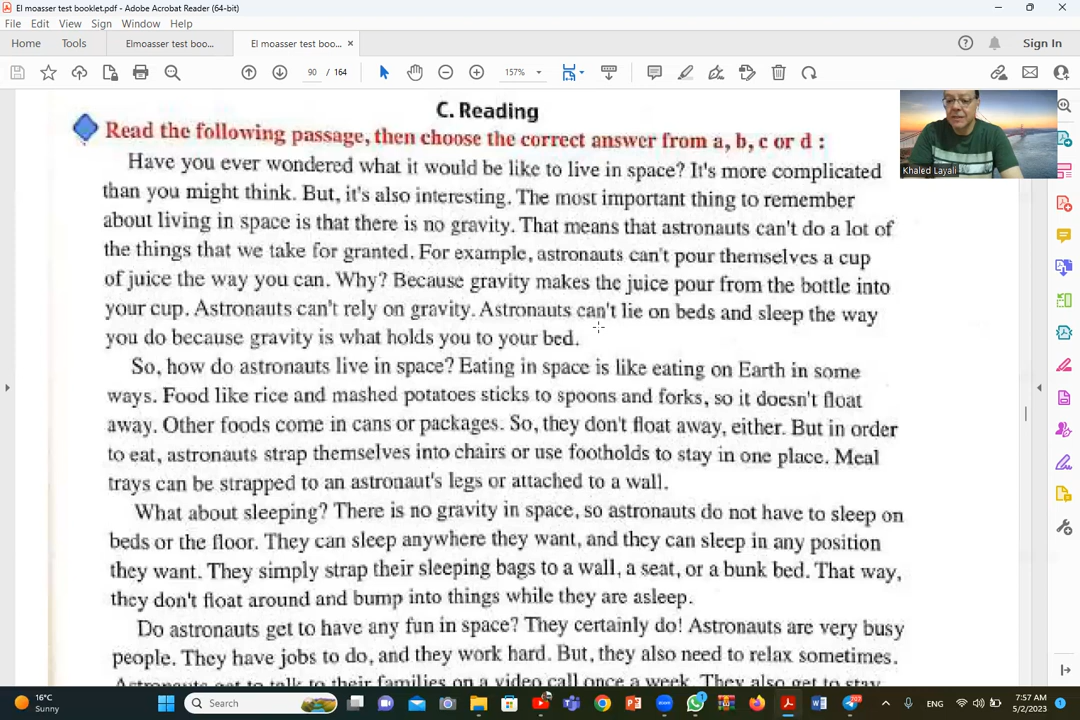 El moasser test booklet.pdf - Adobe Acrobat Reader (64-bit)
File Edit View Sign Window Help
Home Tools Elmoasser test boo... El moasser test boo... × Sign In
90 / 164 157%
C. Reading
Read the following passage, then choose the correct answer from a, b, c or d :
Have you ever wondered what it would be like to live in space? It's more complicated
than you might think. But, it's also interesting. The most important thing to remember
about living in space is that there is no gravity. That means that astronauts can't do a lot of
the things that we take for granted. For example, astronauts can't pour themselves a cup
of juice the way you can. Why? Because gravity makes the juice pour from the bottle into
your cup. Astronauts can't rely on gravity. Astronauts can't lie on beds and sleep the way
you do because gravity is what holds you to your bed.
So, how do astronauts live in space? Eating in space is like eating on Earth in some
ways. Food like rice and mashed potatoes sticks to spoons and forks, so it doesn't float
away. Other foods come in cans or packages. So, they don't float away, either. But in order
to eat, astronauts strap themselves into chairs or use footholds to stay in one place. Meal
trays can be strapped to an astronaut's legs or attached to a wall.
What about sleeping? There is no gravity in space, so astronauts do not have to sleep on
beds or the floor. They can sleep anywhere they want, and they can sleep in any position
they want. They simply strap their sleeping bags to a wall, a seat, or a bunk bed. That way,
they don't float around and bump into things while they are asleep.
Do astronauts get to have any fun in space? They certainly do! Astronauts are very busy
people. They have jobs to do, and they work hard. But, they also need to relax sometimes.
Astronauts get to talk to their families on a video call once a week. They also get to stay
Khaled Layali
16°C
Sunny
Search
ENG
7:57 AM
5/2/2023